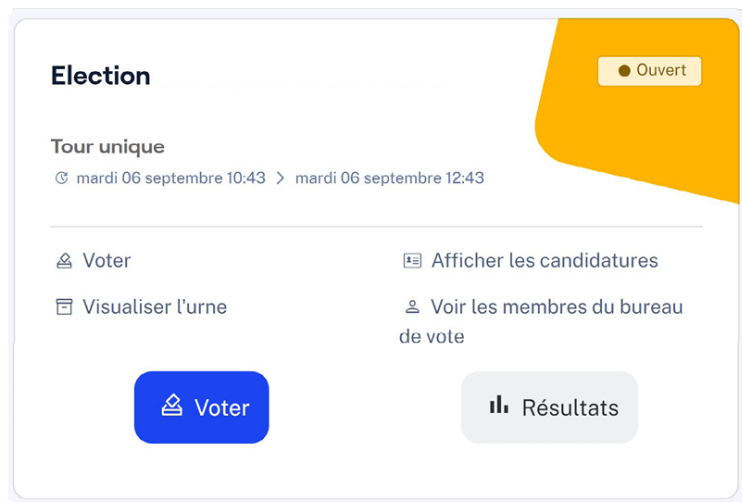 Election
Ouvert
Tour unique
mardi 06 septembre 10:43 > mardi 06 septembre 12:43
Voter
Afficher les candidatures
Visualiser l'urne
Voir les membres du bureau
de vote
Voter
Résultats